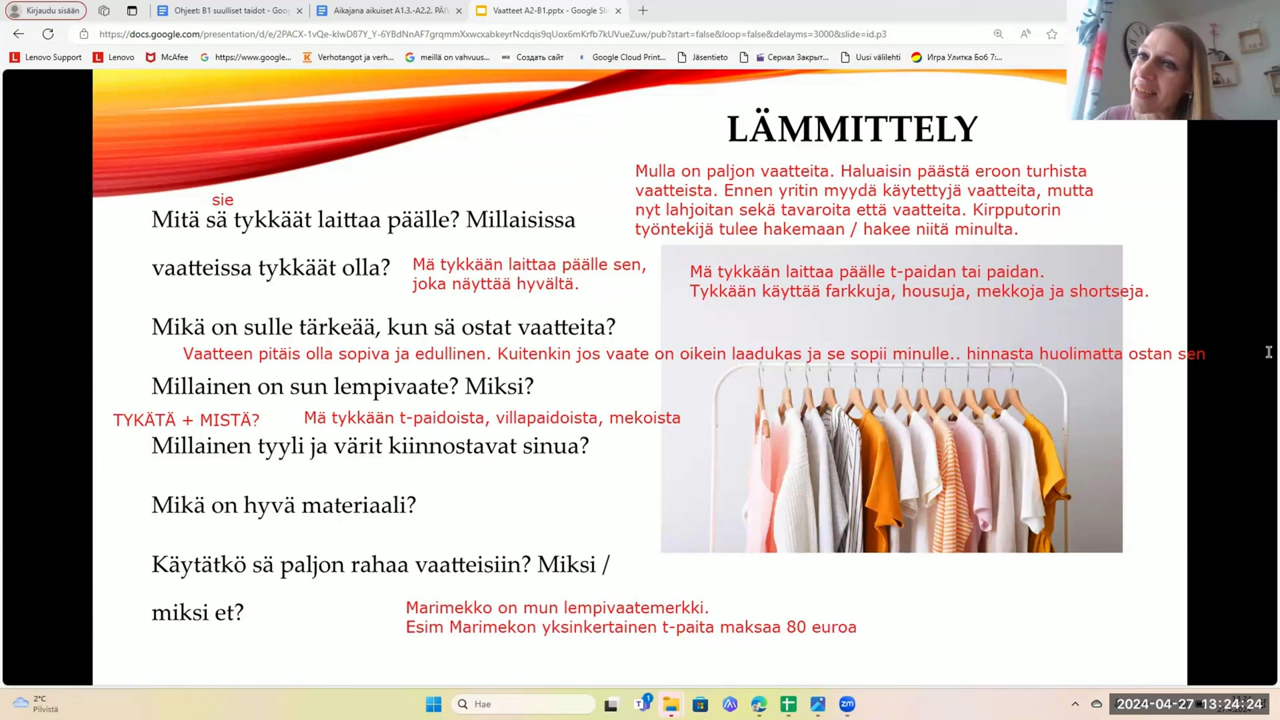 Kirjaudu sisään
Ohjeet: B1 suulliset taidot - Goog
Aikajana aikuiset A1.3.-A2.2. PÄIV
Vaatteet A2-B1.pptx - Google Sli
https://docs.google.com/presentation/d/e/2PACX-1vQe-klwD87Y_Y-6YBdNnAF7grqmmXxwcxabkeyrNcdqis9qUox6mKrfb7kUVueZuw/pub?start=false&loop=false&delayms=3000&slide=id.p3
Lenovo Support
Lenovo
McAfee
https://www.google...
Verhotangot ja verh...
meillä on vahvuus...
Создать сайт
Google Cloud Print...
Jäsentieto
Сериал Закрыт...
Uusi välilehti
Игра Улитка Боб 7:...
LÄMMITTELY
Mulla on paljon vaatteita. Haluaisin päästä eroon turhista
vaatteista. Ennen yritin myydä käytettyjä vaatteita, mutta
nyt lahjoitan sekä tavaroita että vaatteita. Kirpputorin
työntekijä tulee hakemaan / hakee niitä minulta.
sie
Mitä sä tykkäät laittaa päälle? Millaisissa
vaatteissa tykkäät olla?
Mä tykkään laittaa päälle sen,
joka näyttää hyvältä.
Mä tykkään laittaa päälle t-paidan tai paidan.
Tykkään käyttää farkkuja, housuja, mekkoja ja shortseja.
Mikä on sulle tärkeää, kun sä ostat vaatteita?
Vaatteen pitäis olla sopiva ja edullinen. Kuitenkin jos vaate on oikein laadukas ja se sopii minulle.. hinnasta huolimatta ostan sen
Millainen on sun lempivaate? Miksi?
TYKÄTÄ + MISTÄ?
Mä tykkään t-paidoista, villapaidoista, mekoista
Millainen tyyli ja värit kiinnostavat sinua?
Mikä on hyvä materiaali?
Käytätkö sä paljon rahaa vaatteisiin? Miksi /
miksi et?
Marimekko on mun lempivaatemerkki.
Esim Marimekon yksinkertainen t-paita maksaa 80 euroa
2°C
Pilvistä
Hae
2024-04-27 13:24:24